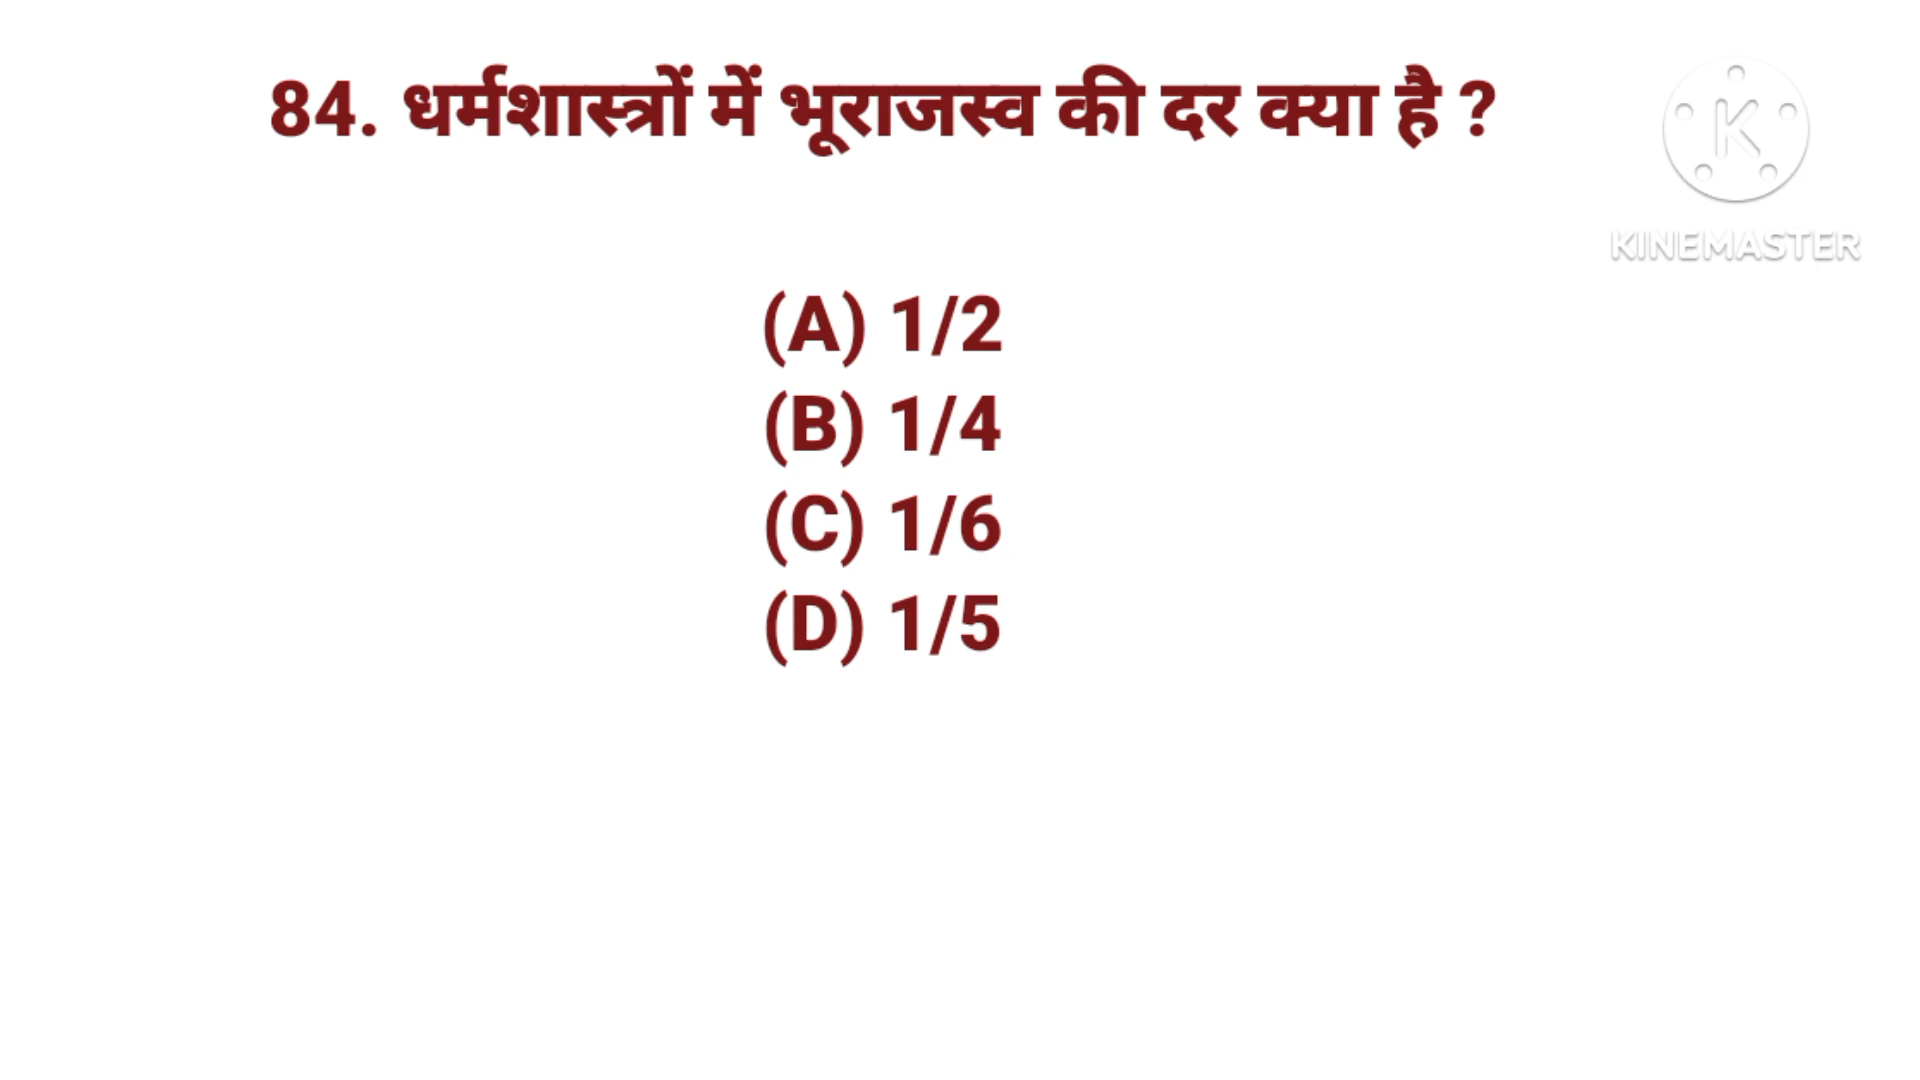 84. धर्मशास्त्रों में भूराजस्व की दर क्या है ?
K
KINEMASTER
(A) 1/2
(B) 1/4
(C) 1/6
(D) 1/5